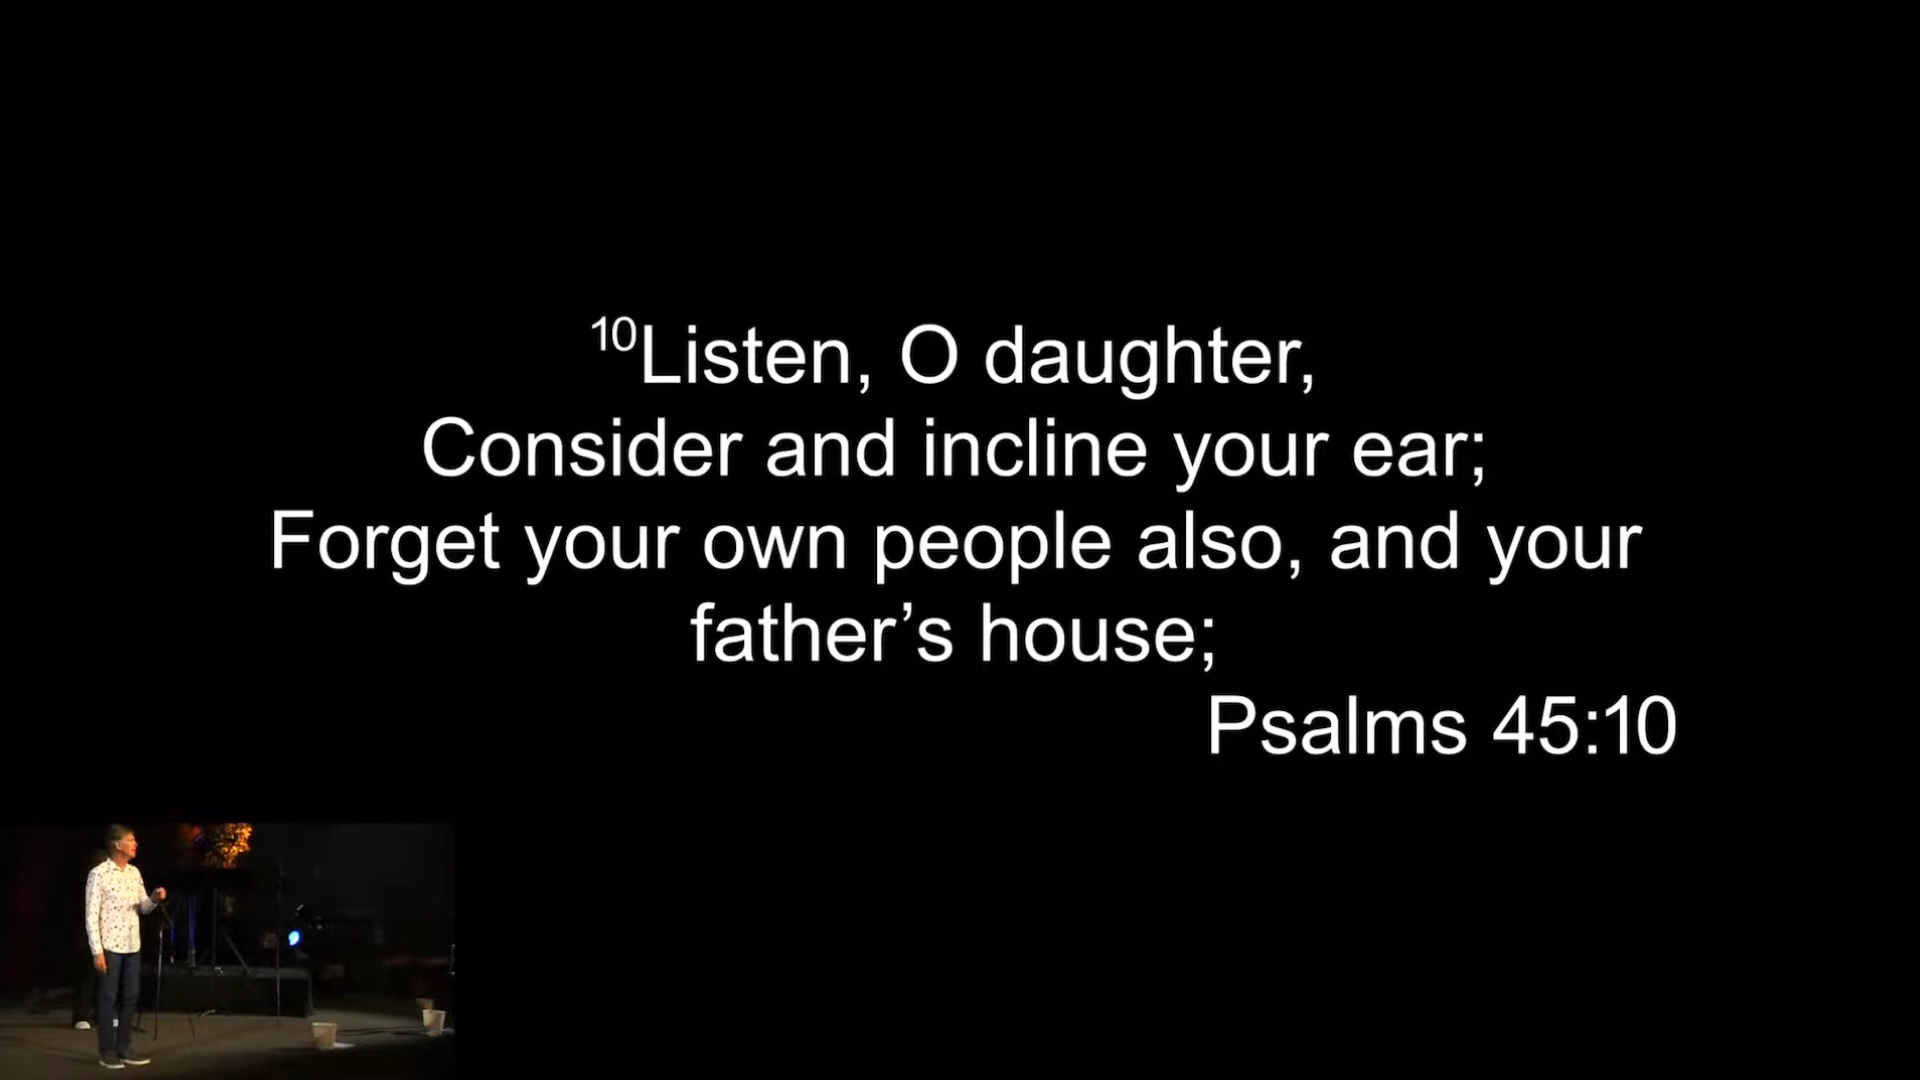 ¹⁰Listen, O daughter,
Consider and incline your ear;
Forget your own people also, and your
father’s house;
Psalms 45:10